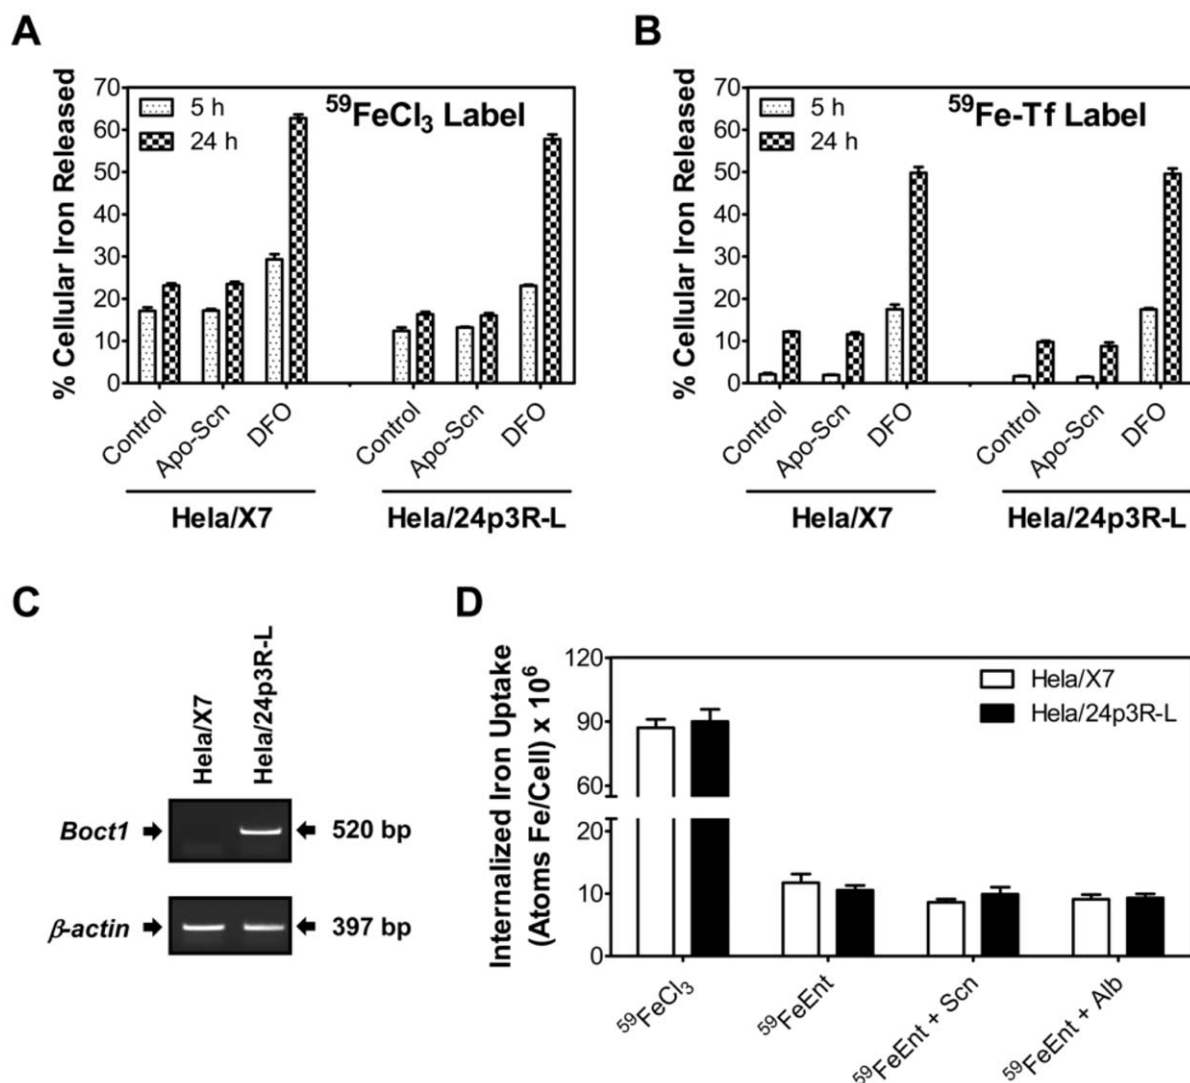 A
% Cellular Iron Released
70
60
50
40
30
20
10
0
5 h
24 h
⁵⁹FeCl₃ Label
Control
Apo-Scn
DFO
Control
Apo-Scn
DFO
Hela/X7
Hela/24p3R-L
B
% Cellular Iron Released
70
60
50
40
30
20
10
0
5 h
24 h
⁵⁹Fe-Tf Label
Control
Apo-Scn
DFO
Control
Apo-Scn
DFO
Hela/X7
Hela/24p3R-L
C
Hela/X7
Hela/24p3R-L
Boct1
520 bp
β-actin
397 bp
D
Internalized Iron Uptake
(Atoms Fe/Cell) x 10⁶
120
90
60
20
10
0
Hela/X7
Hela/24p3R-L
⁵⁹FeCl₃
⁵⁹FeEnt
⁵⁹FeEnt + Scn
⁵⁹FeEnt + Alb